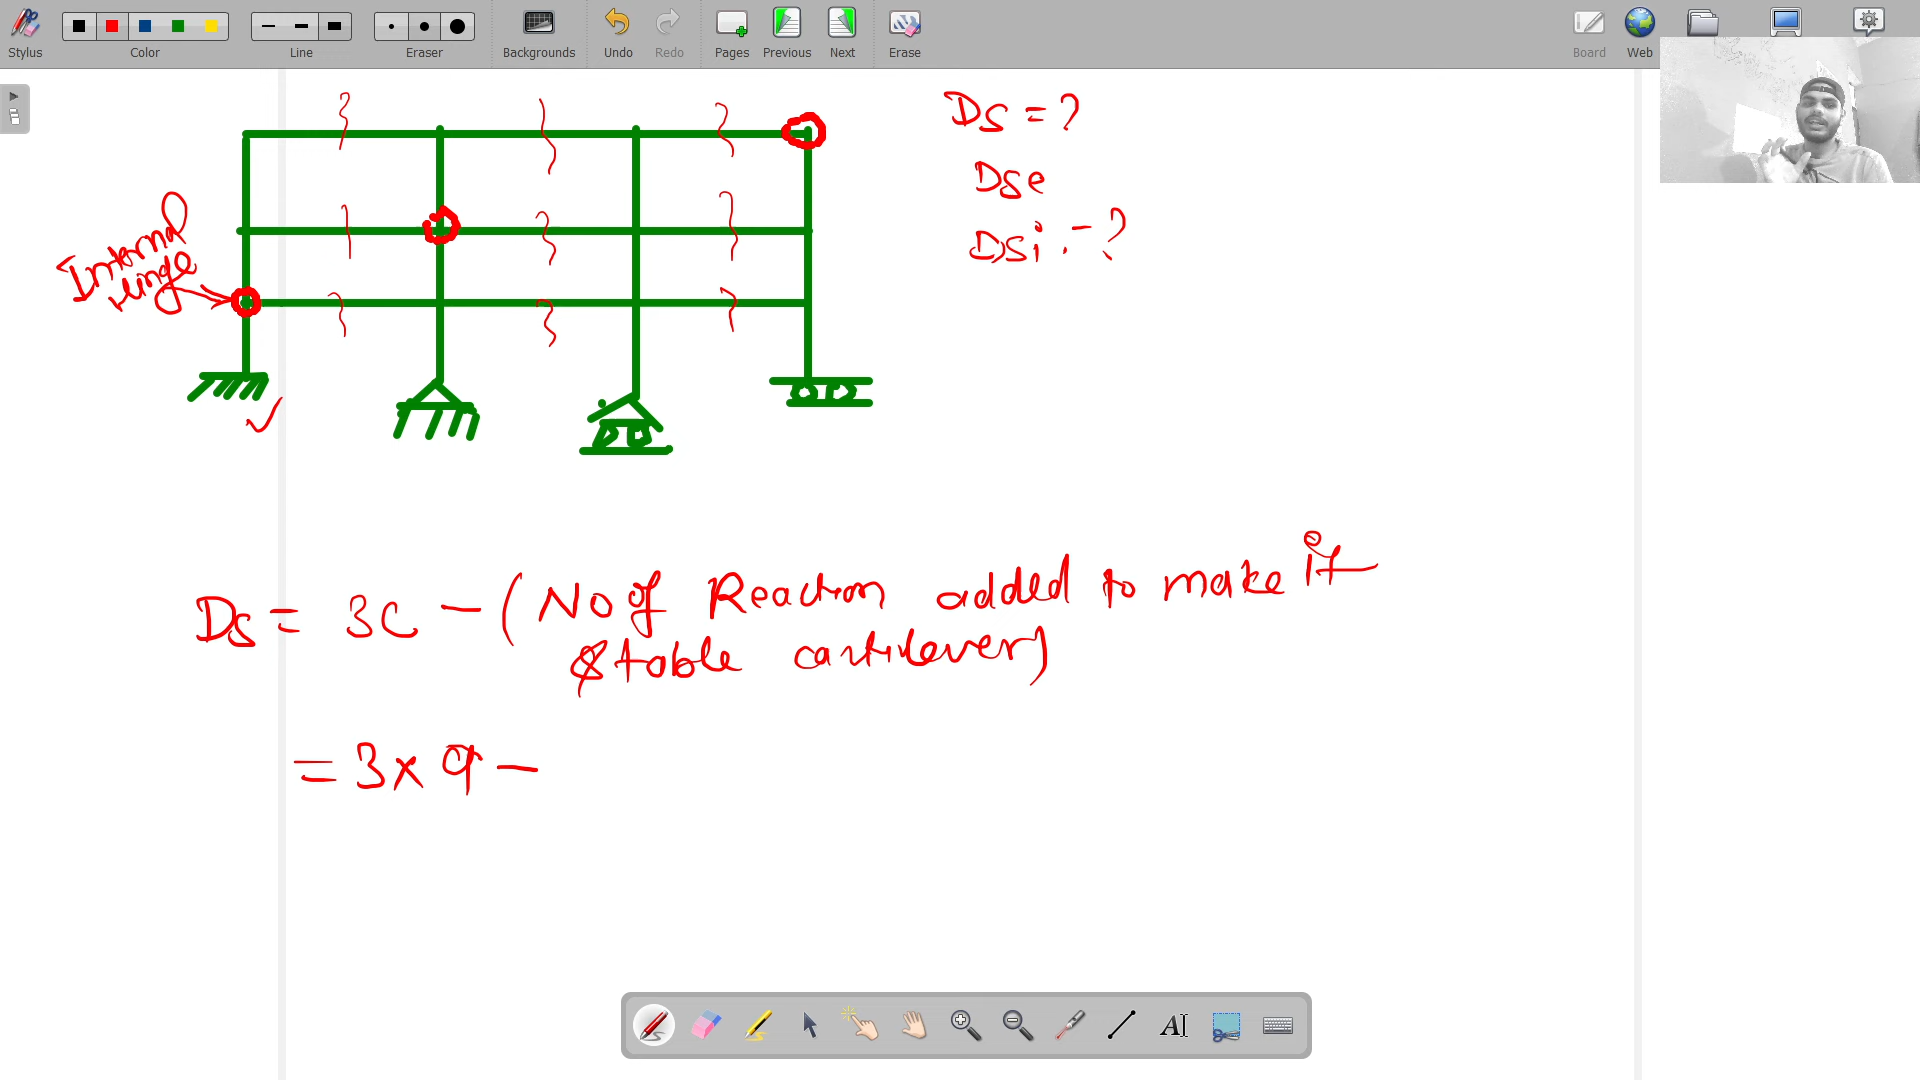 Stylus
Color
Line
Eraser
Backgrounds
Undo
Redo
Pages
Previous
Next
Erase
Board
Web
Internal
Hinge
Ds = ?
Dse
Dsi = ?
Ds = 3C - (No of Reaction added to make it
stable cantilever)
= 3 x 9 -
AI